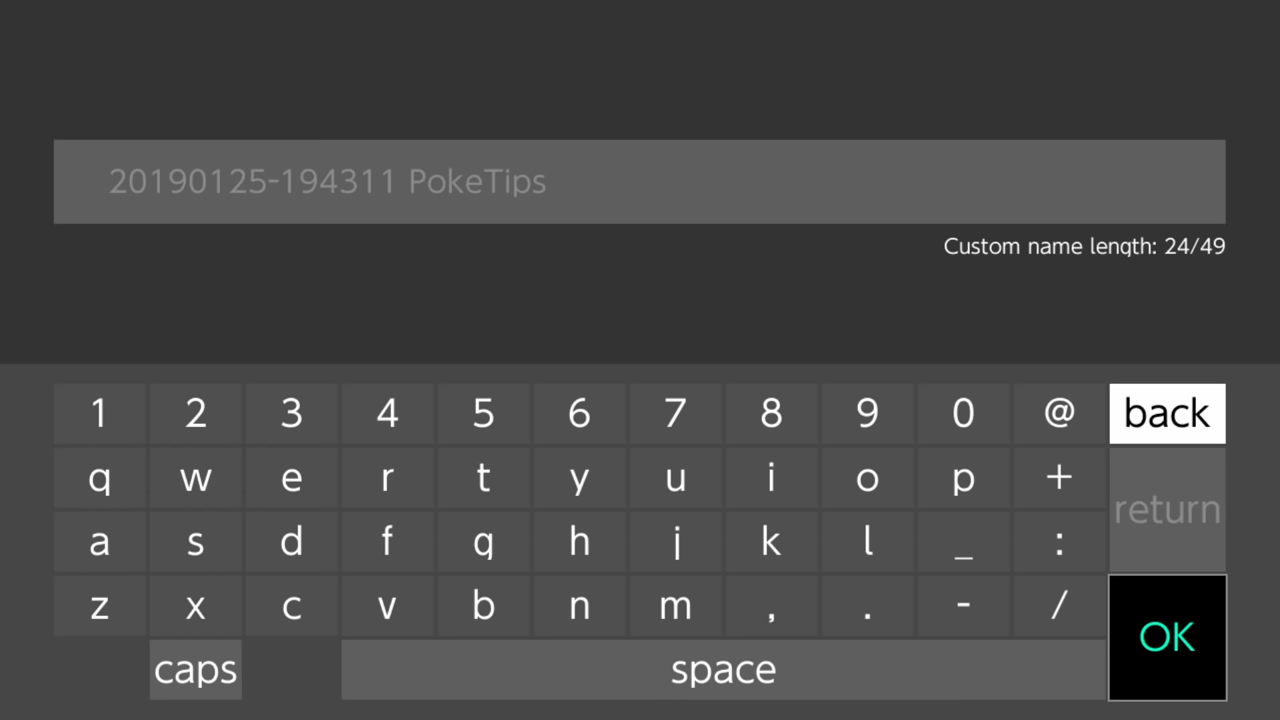 20190125-194311 PokeTips
Custom name length: 24/49
1 2 3 4 5 6 7 8 9 0 @ back
q w e r t y u i o p + return
a s d f g h j k l _ :
z x c v b n m , . - / OK
caps space